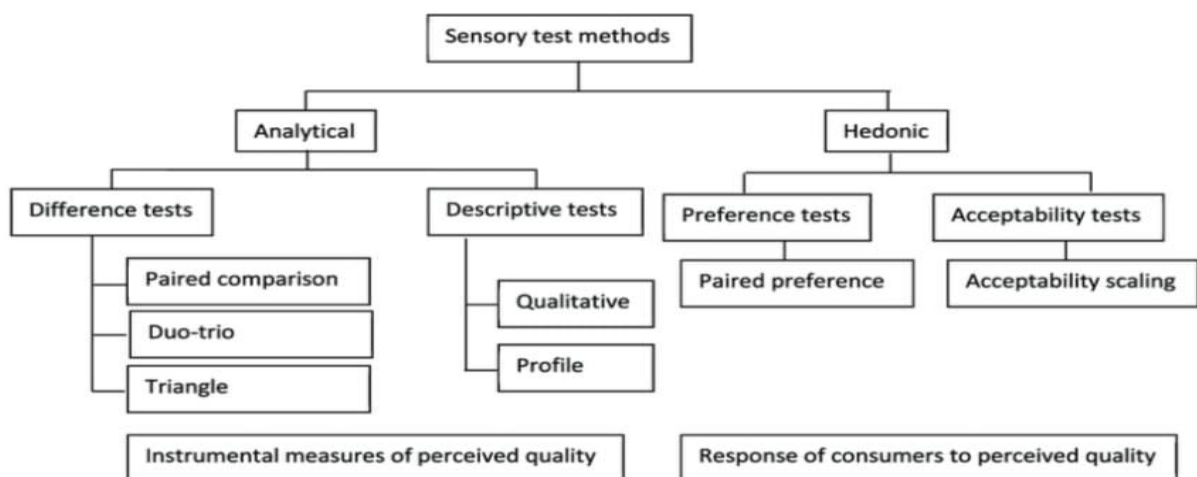 Sensory test methods
Analytical
Hedonic
Difference tests
Descriptive tests
Preference tests
Acceptability tests
Paired comparison
Duo-trio
Triangle
Qualitative
Profile
Paired preference
Acceptability scaling
Instrumental measures of perceived quality
Response of consumers to perceived quality